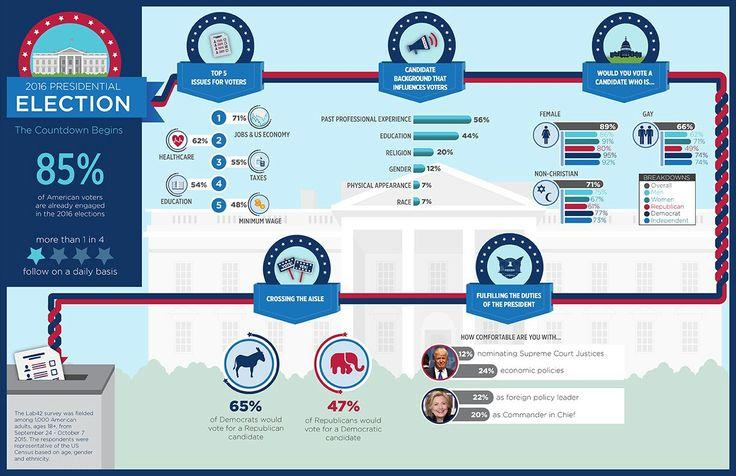 2016 PRESIDENTIAL
ELECTION
The Countdown Begins
85%
of American voters
are already engaged
in the 2016 elections
more than 1 in 4
follow on a daily basis
TOP 5
ISSUES FOR VOTERS
1 71%
JOBS & US ECONOMY
62% 2
HEALTHCARE
3 55%
TAXES
54% 4
EDUCATION
5 48%
MINIMUM WAGE
CANDIDATE
BACKGROUND THAT
INFLUENCES VOTERS
PAST PROFESSIONAL EXPERIENCE 56%
EDUCATION 44%
RELIGION 20%
GENDER 12%
PHYSICAL APPEARANCE 7%
RACE 7%
WOULD YOU VOTE A
CANDIDATE WHO IS...
FEMALE
89%
86%
91%
80%
95%
92%
GAY
66%
62%
71%
49%
74%
74%
NON-CHRISTIAN
71%
75%
67%
61%
77%
73%
BREAKDOWNS
Overall
Men
Women
Republican
Democrat
Independent
CROSSING THE AISLE
65%
of Democrats would
vote for a Republican
candidate
47%
of Republicans would
vote for a Democratic
candidate
FULFILLING THE DUTIES
OF THE PRESIDENT
HOW COMFORTABLE ARE YOU WITH...
12% nominating Supreme Court Justices
24% economic policies
22% as foreign policy leader
20% as Commander in Chief
The Lab42 survey was fielded
among 1,000 American
adults, ages 18+, from
September 24 - October 7
2015. The respondents were
representative of the US
Census based on age, gender
and ethnicity.